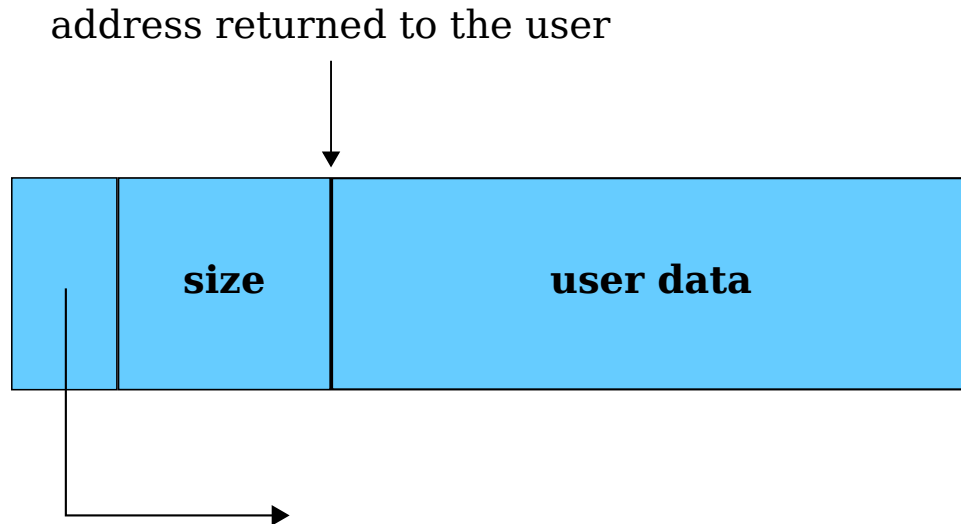 address returned to the user
size
user data